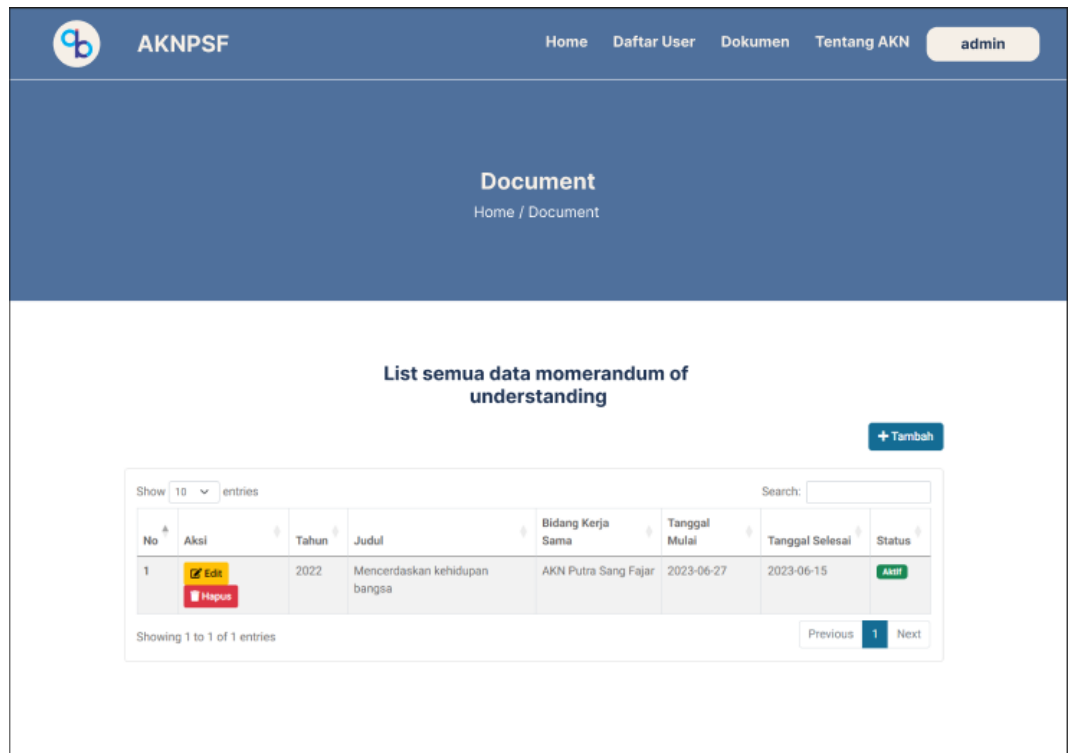 AKNPSF
Home Daftar User Dokumen Tentang AKN admin
Document
Home / Document
List semua data momerandum of
understanding
+ Tambah
Show 10 entries Search:
No Aksi Tahun Judul Bidang Kerja Sama Tanggal Mulai Tanggal Selesai Status
1 Edit Hapus 2022 Mencerdaskan kehidupan bangsa AKN Putra Sang Fajar 2023-06-27 2023-06-15 Aktif
Showing 1 to 1 of 1 entries Previous 1 Next